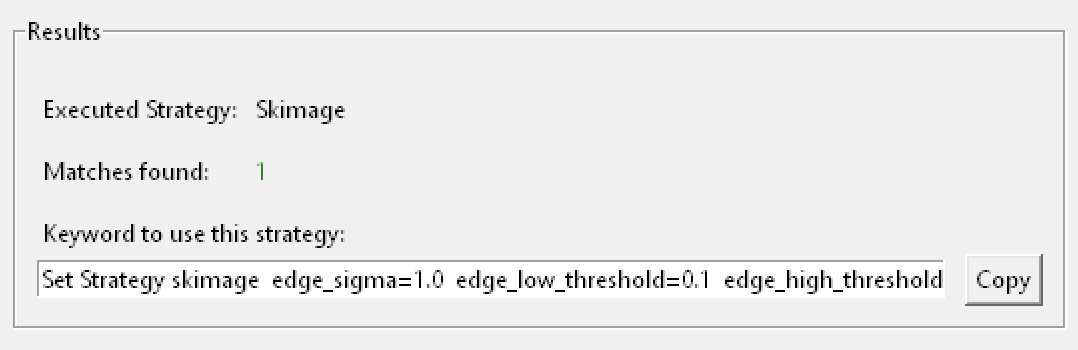 Results
Executed Strategy: Skimage
Matches found: 1
Keyword to use this strategy:
Set Strategy skimage  edge_sigma=1.0  edge_low_threshold=0.1  edge_high_threshold
Copy